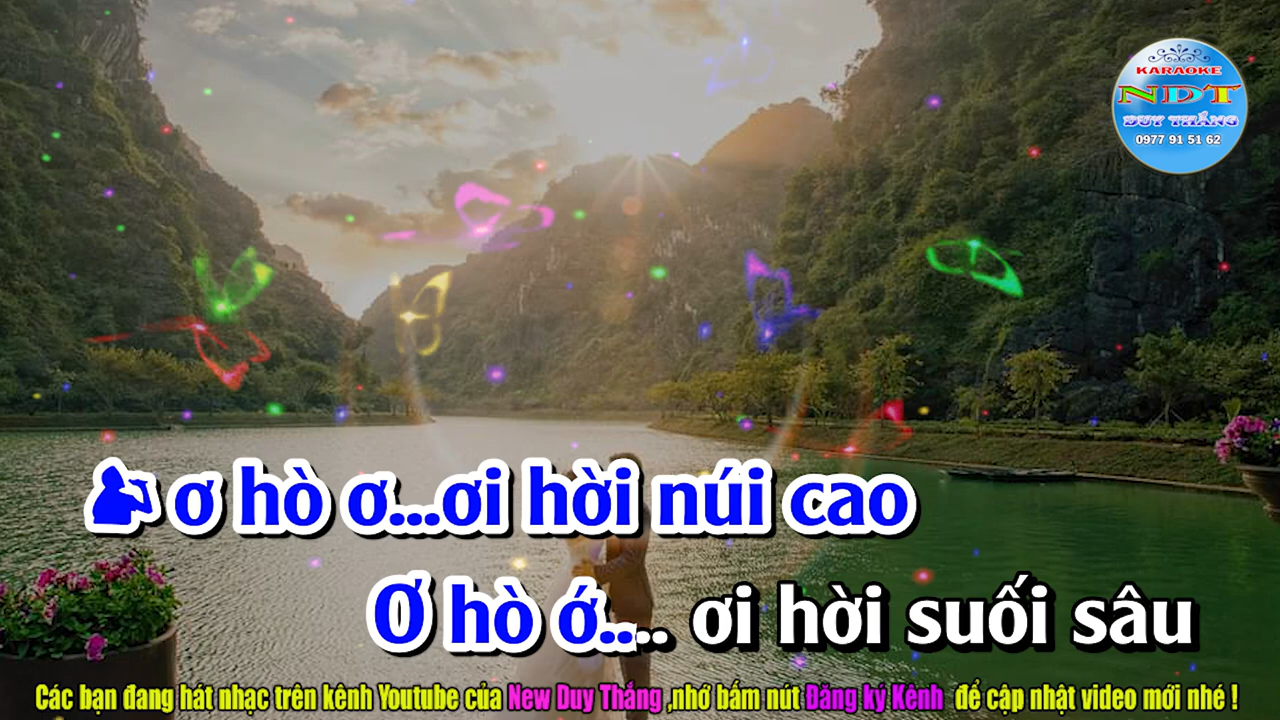 KARAOKE
NDT
DUY THẮNG
0977 91 51 62
ơ hò ơ...ơi hời núi cao
Ơ hò ớ.... ơi hời suối sâu
Các bạn đang hát nhạc trên kênh Youtube của New Duy Thắng ,nhớ bấm nút Đăng ký Kênh để cập nhật video mới nhé !